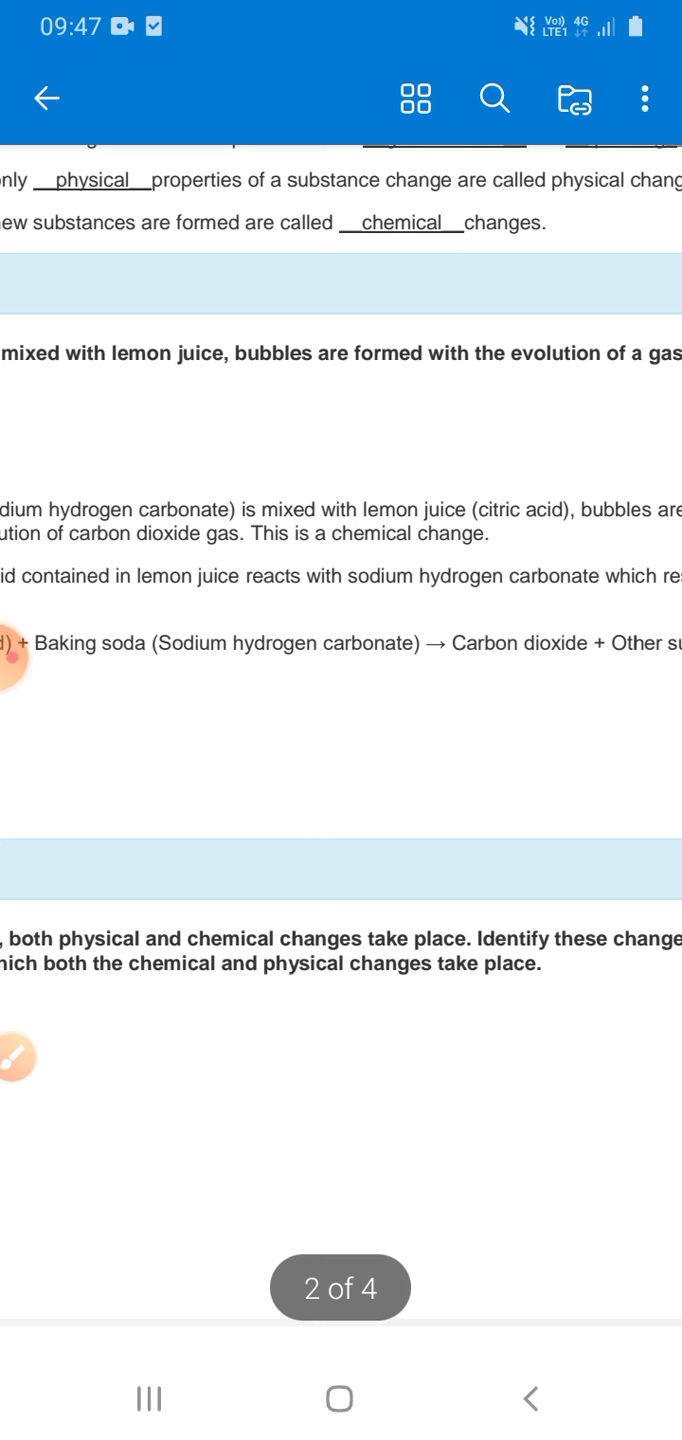 09:47
Vo)) 4G
LTE1
nly __physical__properties of a substance change are called physical chang
ew substances are formed are called __chemical__changes.
mixed with lemon juice, bubbles are formed with the evolution of a gas
dium hydrogen carbonate) is mixed with lemon juice (citric acid), bubbles are
ution of carbon dioxide gas. This is a chemical change.
id contained in lemon juice reacts with sodium hydrogen carbonate which re
d) + Baking soda (Sodium hydrogen carbonate) → Carbon dioxide + Other su
, both physical and chemical changes take place. Identify these change
hich both the chemical and physical changes take place.
2 of 4